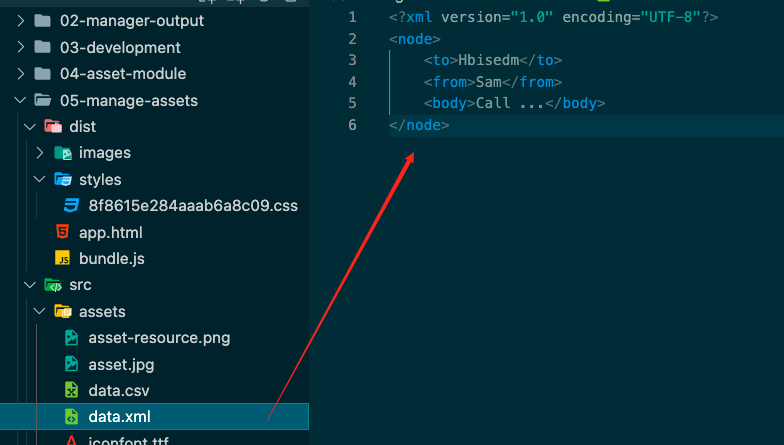 02-manager-output
03-development
04-asset-module
05-manage-assets
dist
images
styles
8f8615e284aaab6a8c09.css
app.html
bundle.js
src
assets
asset-resource.png
asset.jpg
data.csv
data.xml
iconfont.ttf
1 <?xml version="1.0" encoding="UTF-8"?>
2 <node>
3 <to>Hbisedm</to>
4 <from>Sam</from>
5 <body>Call ...</body>
6 </node>